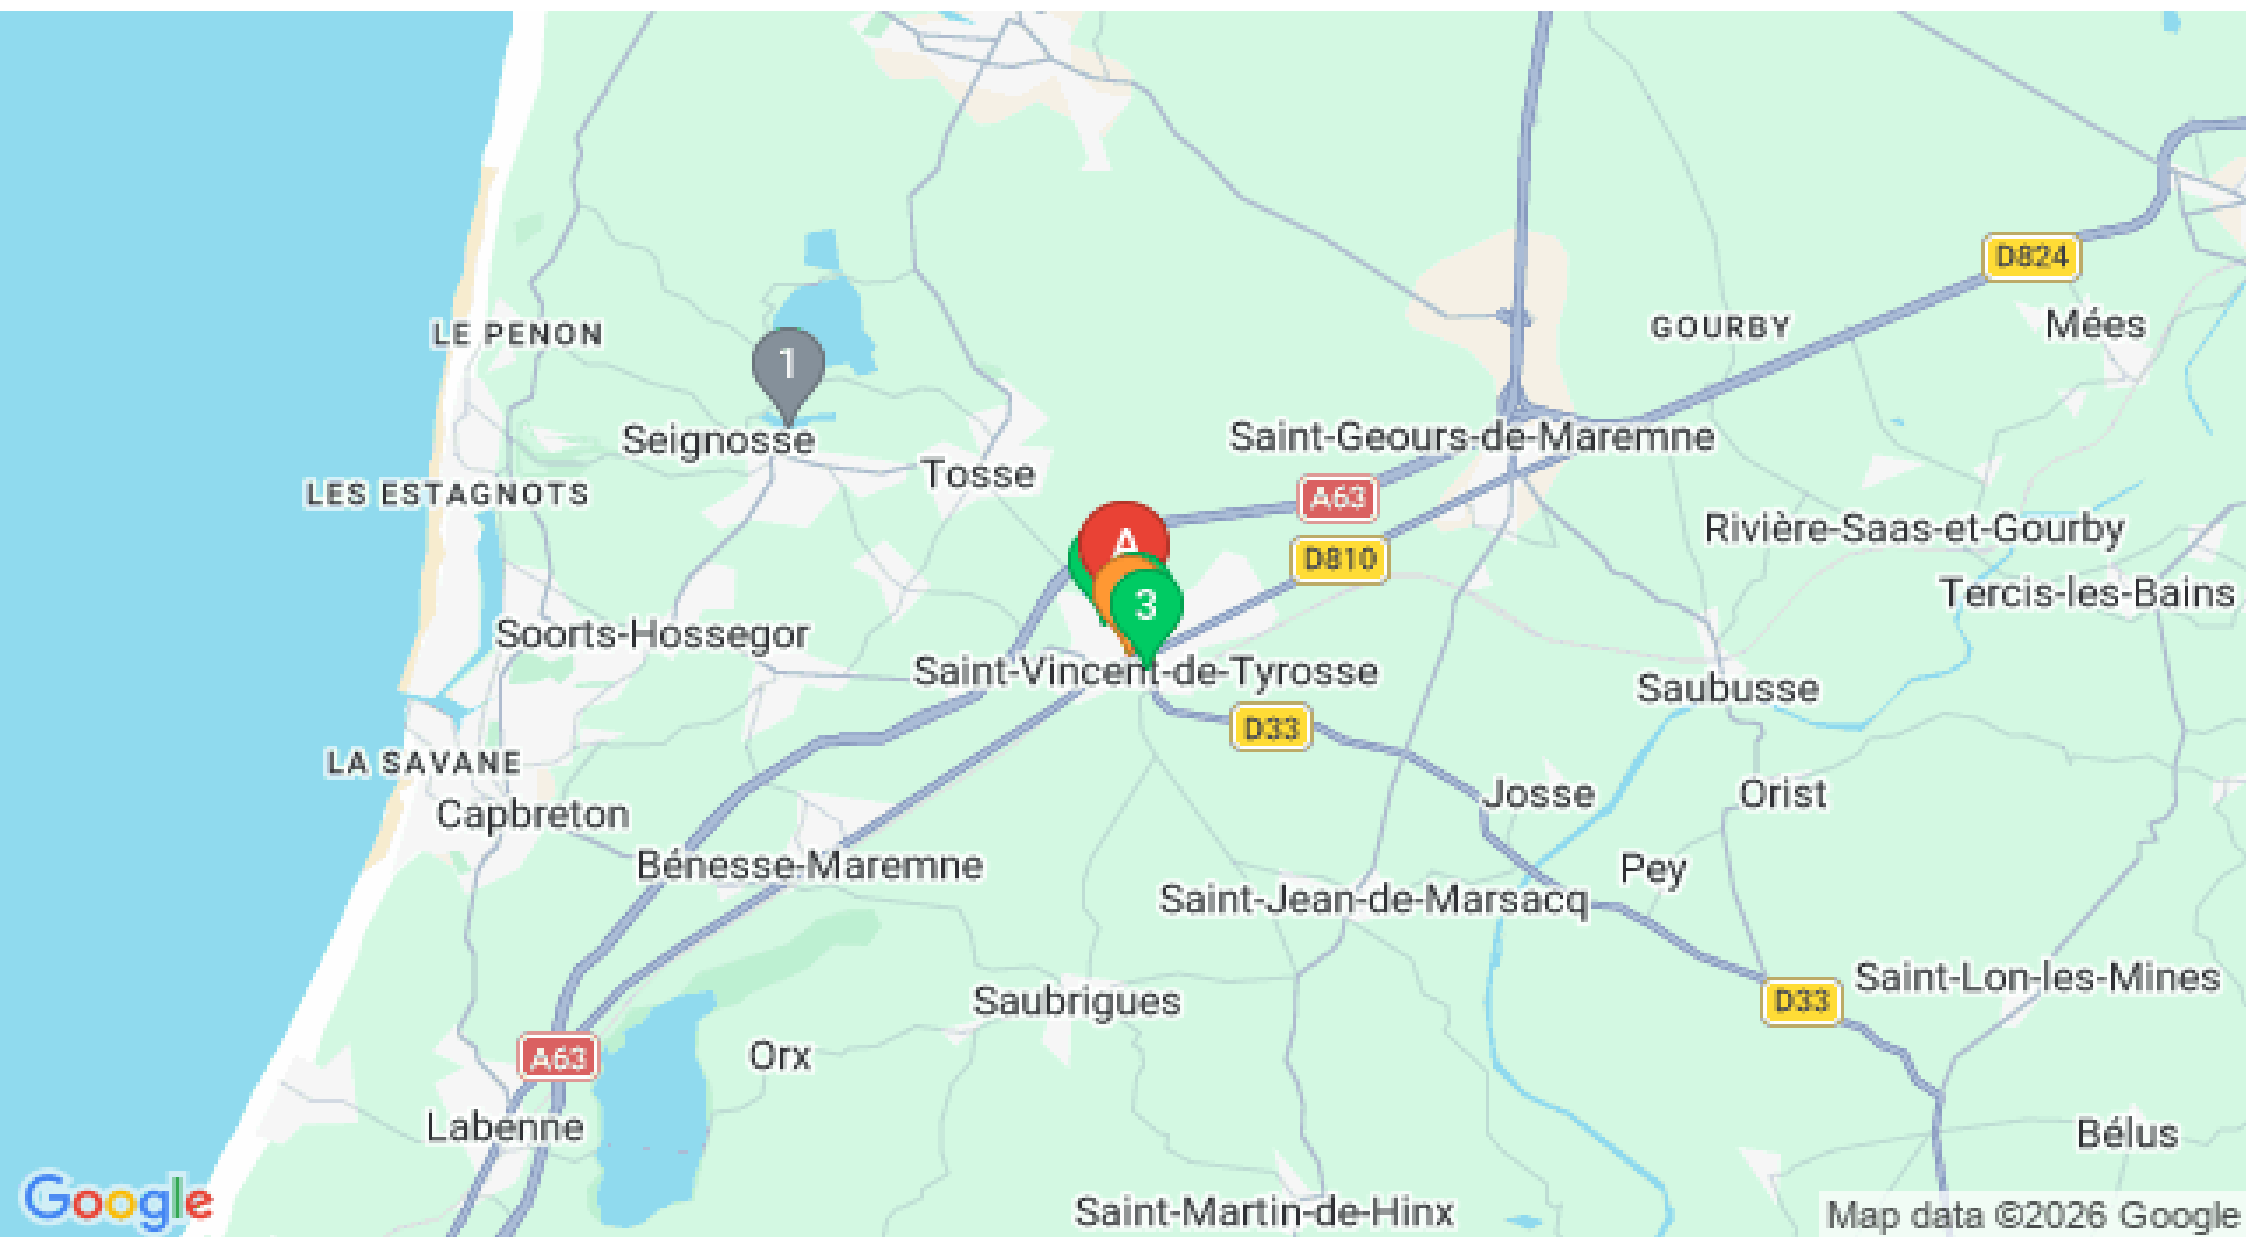 D824
LE PENON
GOURBY
Mées
1
Seignosse
Saint-Geours-de-Maremne
Tosse
LES ESTAGNOTS
A63
A
Rivière-Saas-et-Gourby
D810
3
Tercis-les-Bains
Soorts-Hossegor
Saint-Vincent-de-Tyrosse
Saubusse
D33
LA SAVANE
Josse
Orist
Capbreton
Bénesse-Maremne
Pey
Saint-Jean-de-Marsacq
Saubrigues
Saint-Lon-les-Mines
D33
A63
Orx
Labenne
Bélus
Google
Saint-Martin-de-Hinx
Map data ©2026 Google